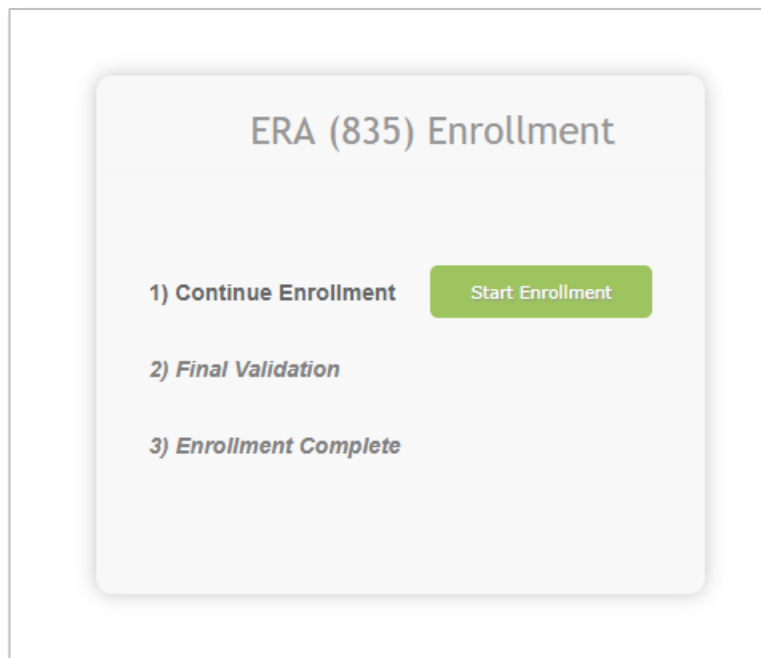 ERA (835) Enrollment
1) Continue Enrollment Start Enrollment
2) Final Validation
3) Enrollment Complete